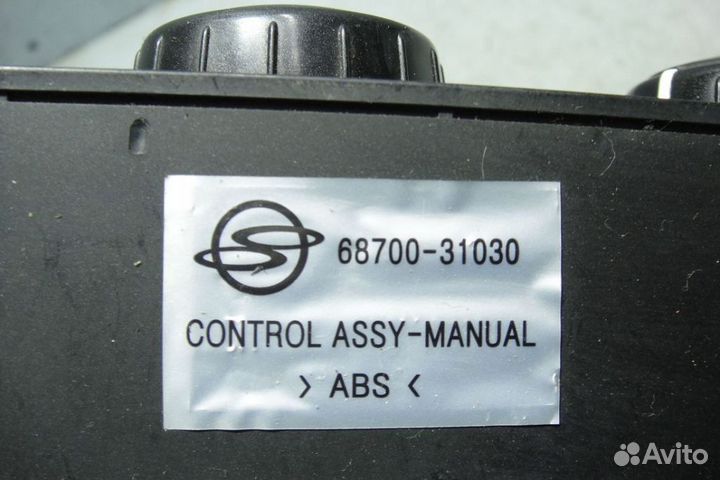 68700-31030
CONTROL ASSY-MANUAL
> ABS <
Avito